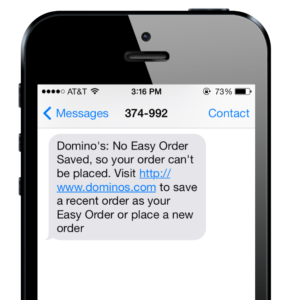 AT&T 3:16 PM 73%
Messages 374-992 Contact
Domino's: No Easy Order
Saved, so your order can't
be placed. Visit http://
www.dominos.com to save
a recent order as your
Easy Order or place a new
order